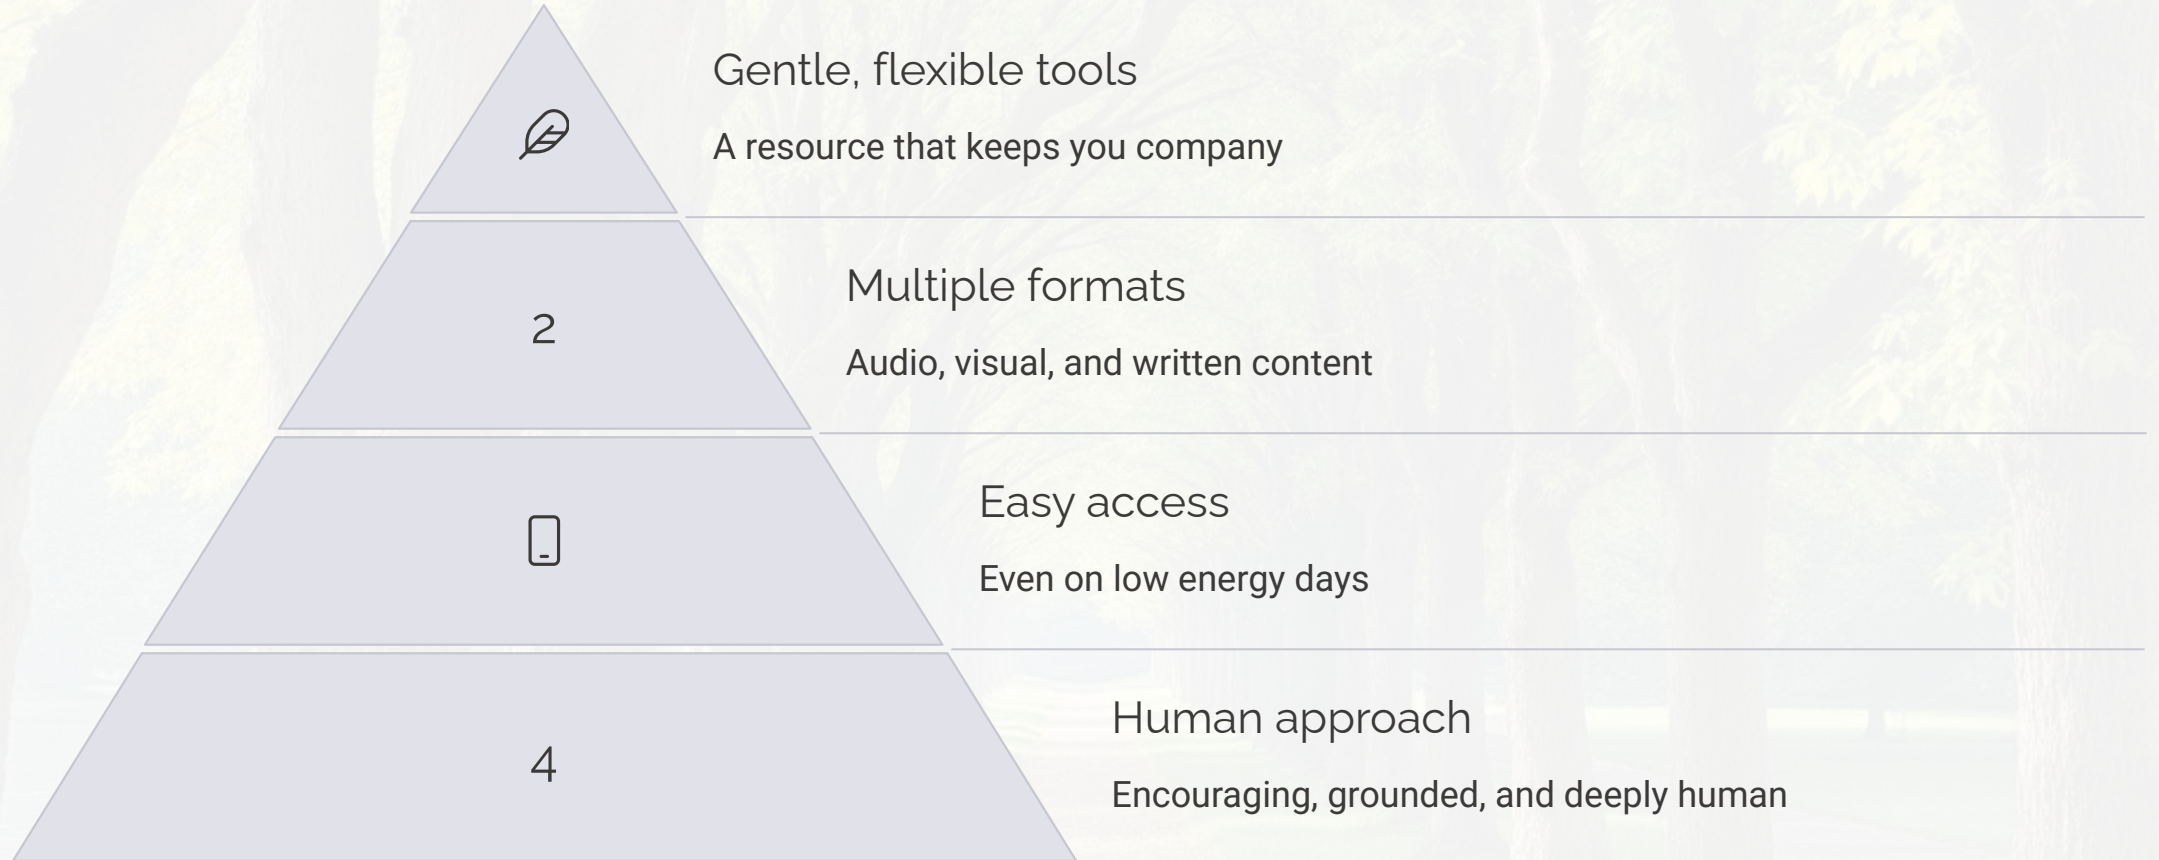 Gentle, flexible tools
A resource that keeps you company
2
Multiple formats
Audio, visual, and written content
Easy access
Even on low energy days
4
Human approach
Encouraging, grounded, and deeply human